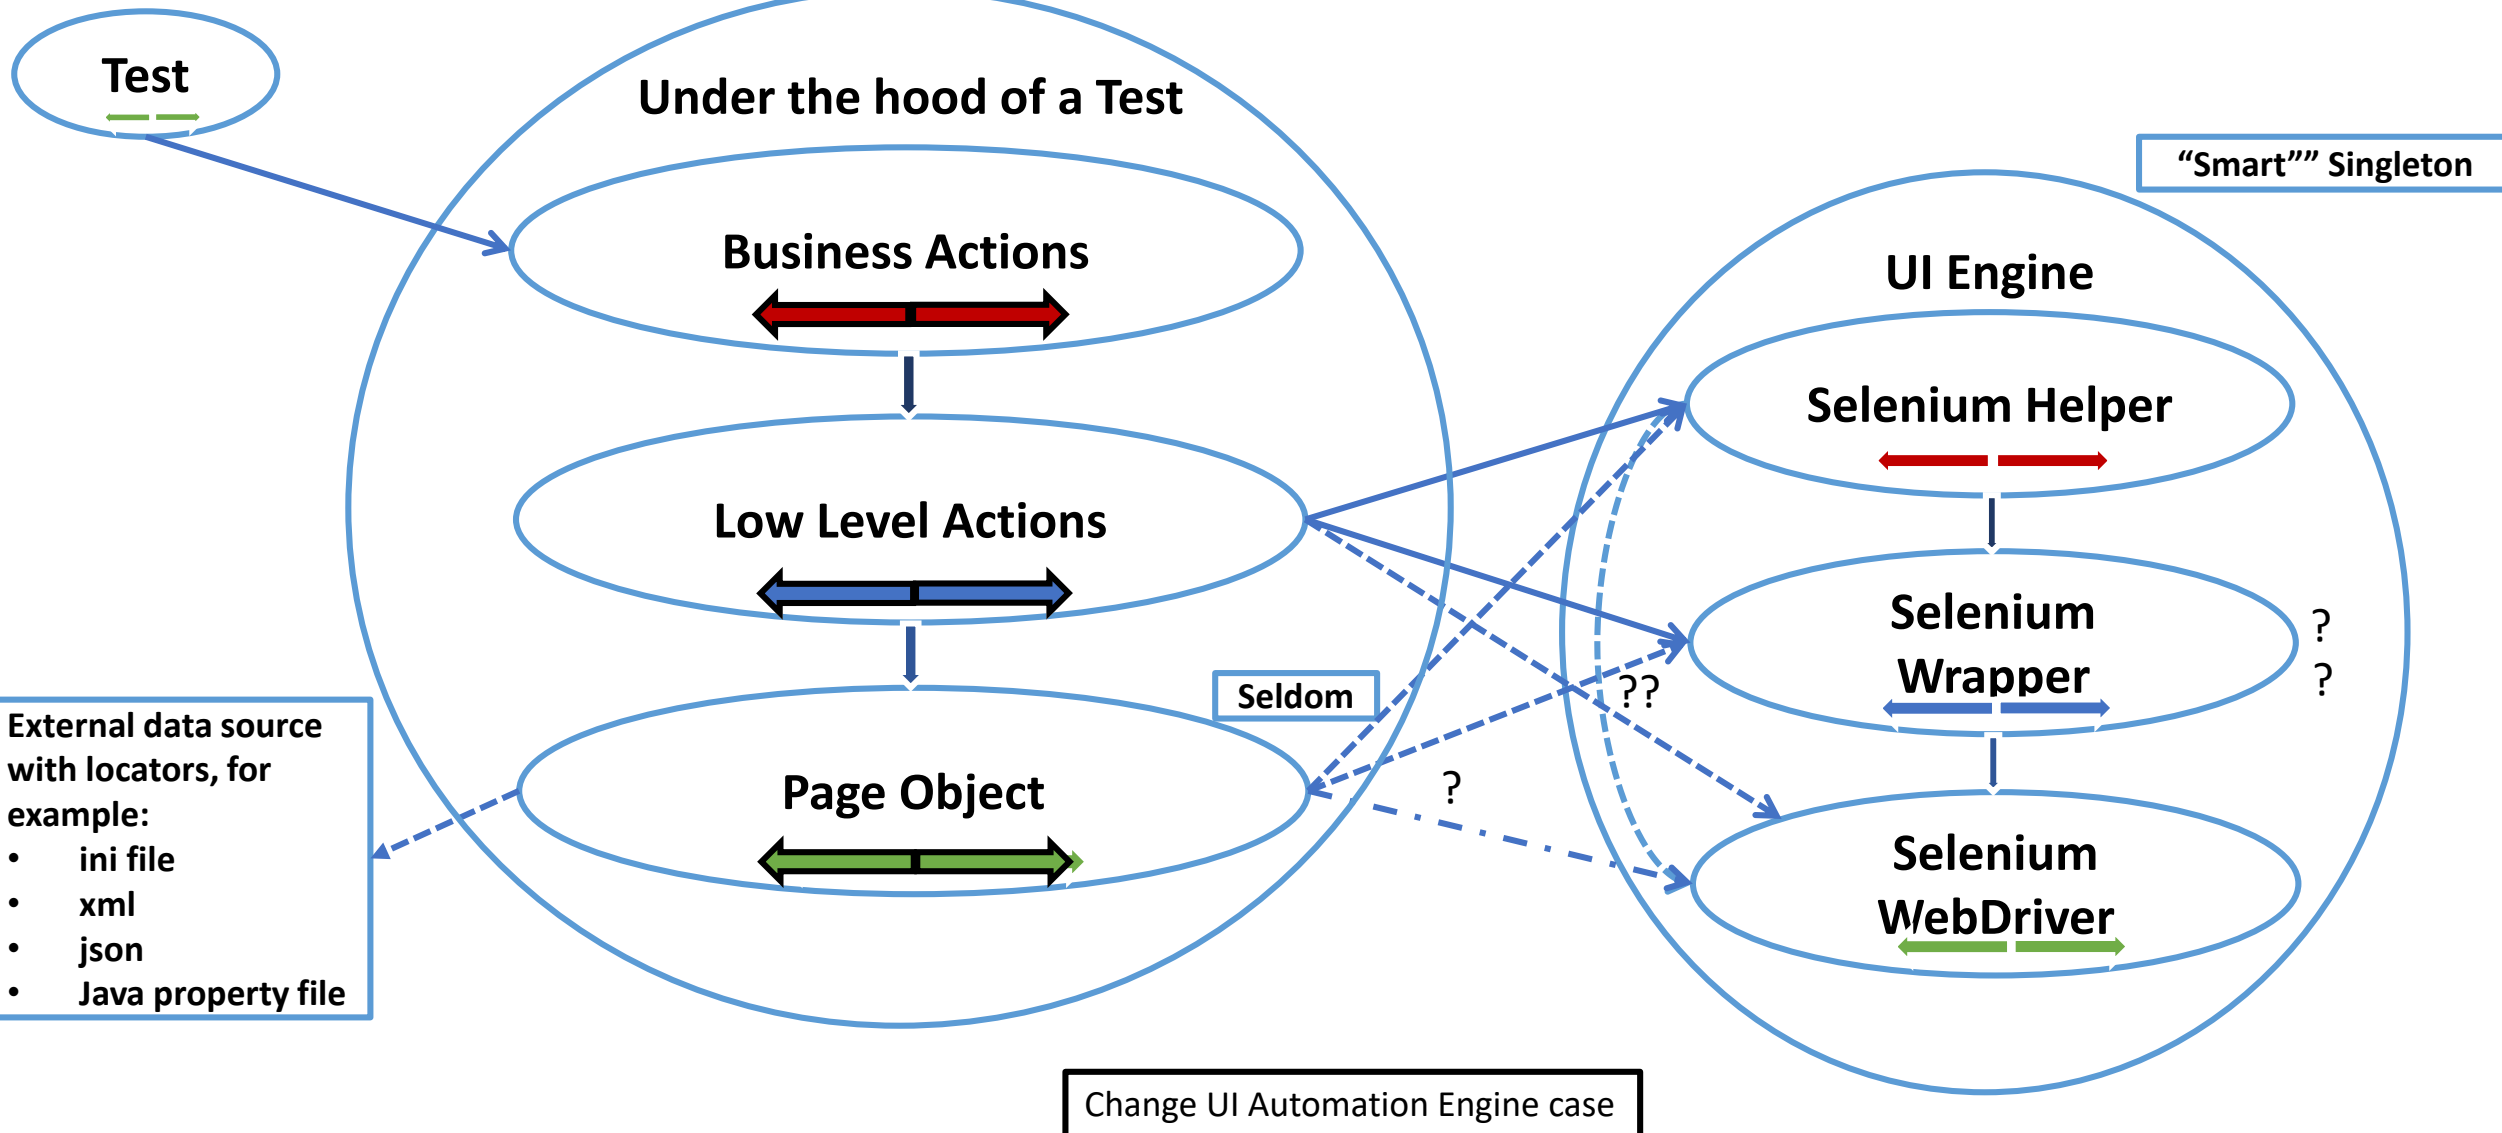 Test
Under the hood of a Test
“Smart”” Singleton
Business Actions
UI Engine
Selenium Helper
Low Level Actions
Selenium
Wrapper
?
?
??
Seldom
External data source
with locators, for
example:
• ini file
• xml
• json
• Java property file
Page Object
?
Selenium
WebDriver
Change UI Automation Engine case